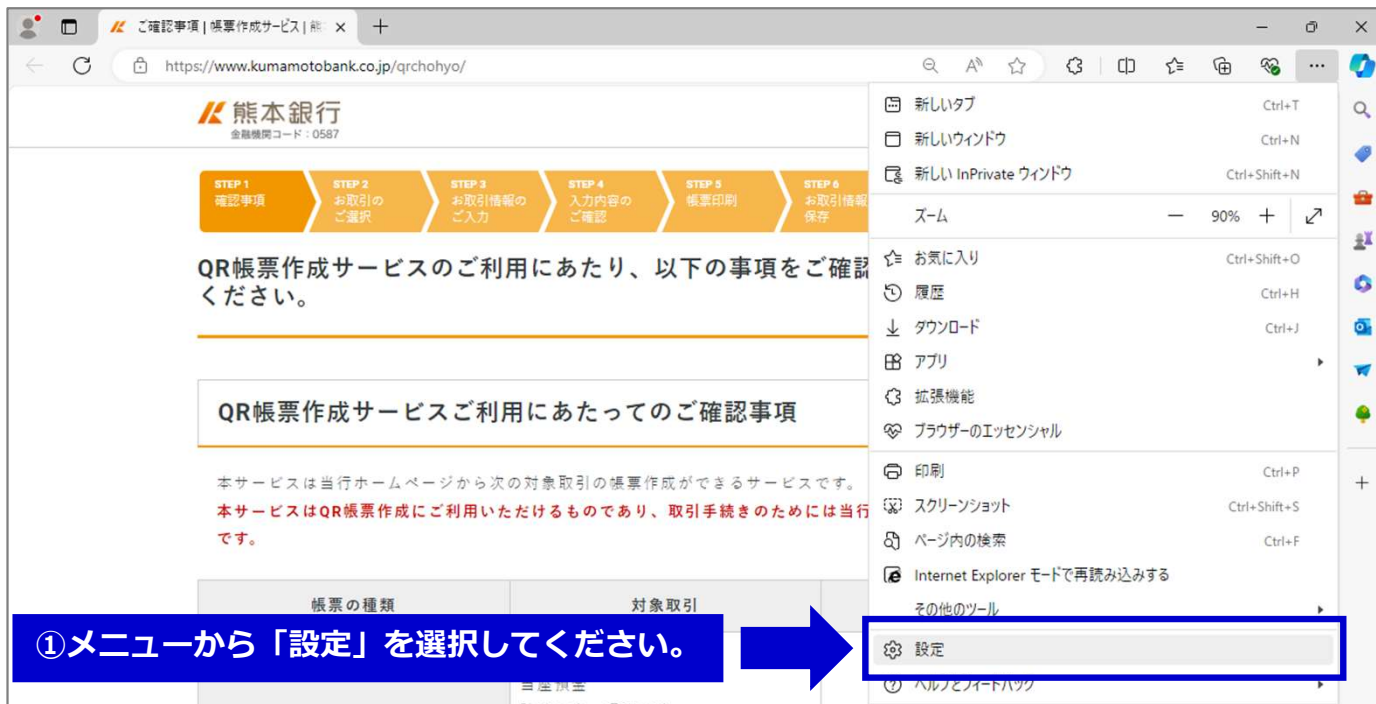 ご確認事項 | 帳票作成サービス | 熊
https://www.kumamotobank.co.jp/qrchohyo/
熊本銀行
金融機関コード：0587
STEP 1
確認事項
STEP 2
お取引の
ご選択
STEP 3
お取引情報の
ご入力
STEP 4
入力内容の
ご確認
STEP 5
帳票印刷
STEP 6
お取引情報
保存
QR帳票作成サービスのご利用にあたり、以下の事項をご確認
ください。
QR帳票作成サービスご利用にあたってのご確認事項
本サービスは当行ホームページから次の対象取引の帳票作成ができるサービスです。
本サービスはQR帳票作成にご利用いただけるものであり、取引手続きのためには当行
です。
帳票の種類
対象取引
①メニューから「設定」を選択してください。
当座預金
新しいタブ Ctrl+T
新しいウィンドウ Ctrl+N
新しい InPrivate ウィンドウ Ctrl+Shift+N
ズーム 90%
お気に入り Ctrl+Shift+O
履歴 Ctrl+H
ダウンロード Ctrl+J
アプリ
拡張機能
ブラウザーのエッセンシャル
印刷 Ctrl+P
スクリーンショット Ctrl+Shift+S
ページ内の検索 Ctrl+F
Internet Explorer モードで再読み込みする
その他のツール
設定
ヘルプとフィードバック